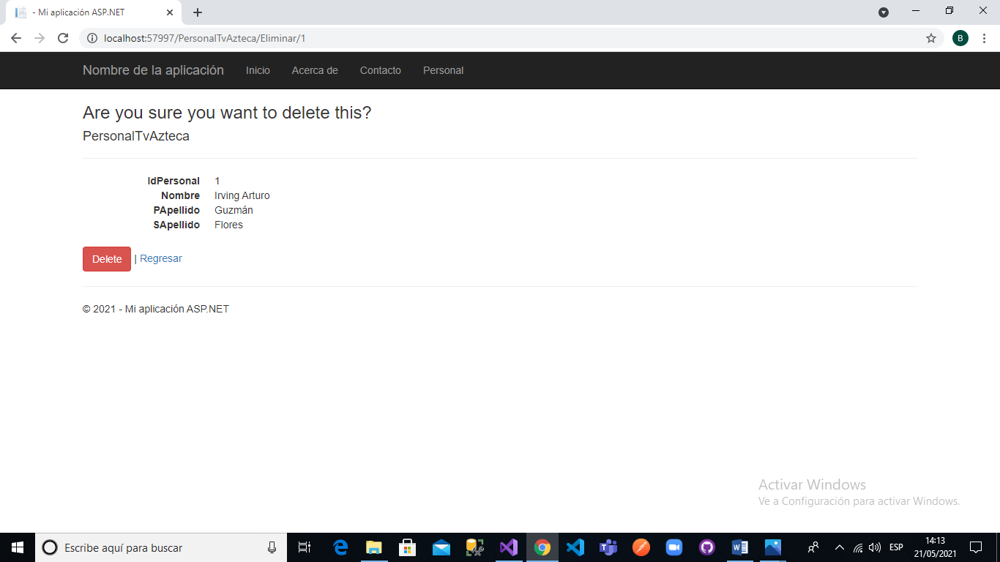 - Mi aplicación ASP.NET
localhost:57997/PersonalTvAzteca/Eliminar/1
B
Nombre de la aplicación Inicio Acerca de Contacto Personal
Are you sure you want to delete this?
PersonalTvAzteca
IdPersonal 1
Nombre Irving Arturo
PApellido Guzmán
SApellido Flores
Delete | Regresar
© 2021 - Mi aplicación ASP.NET
Activar Windows
Ve a Configuración para activar Windows.
Escribe aquí para buscar
ESP
14:13
21/05/2021